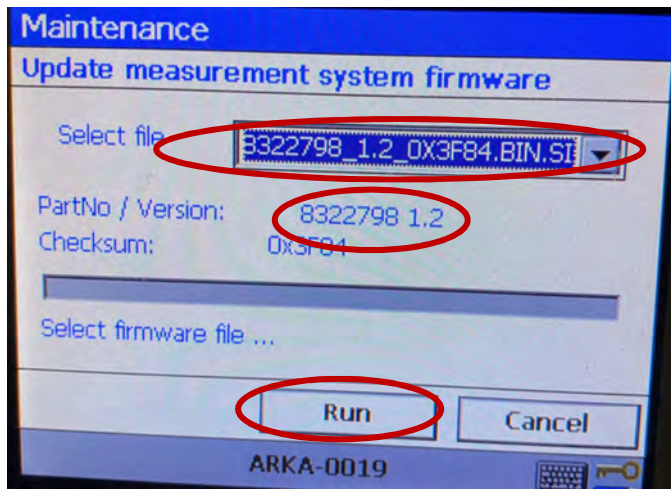 Maintenance
Update measurement system firmware
Select file
8322798_1.2_0X3F84.BIN.SI
PartNo / Version: 8322798 1.2
Checksum: 0x3F84
Select firmware file ...
Run Cancel
ARKA-0019